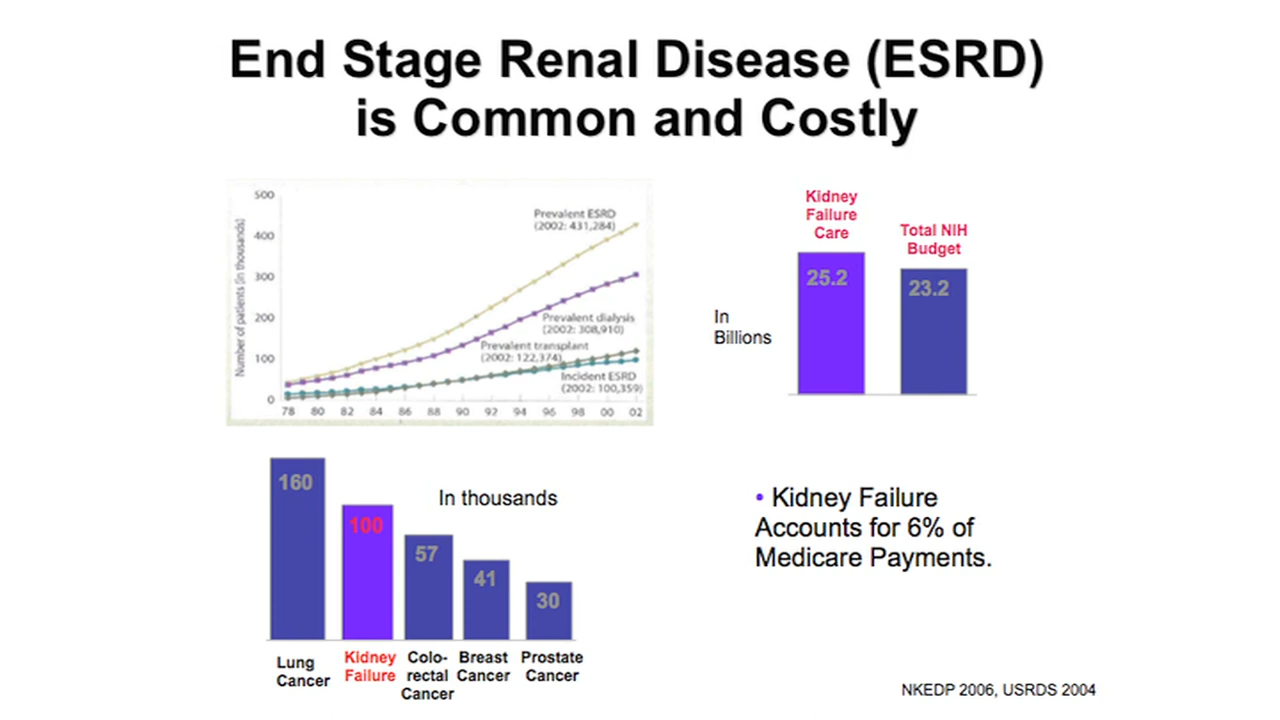 End Stage Renal Disease (ESRD)
is Common and Costly
Number of patients (in thousands)
500
400
300
200
100
0
Prevalent ESRD
(2002: 431,284)
Prevalent dialysis
(2002: 308,910)
Prevalent transplant
(2002: 122,374)
Incident ESRD
(2002: 100,359)
78 80 82 84 86 88 90 92 94 96 98 00 02
Kidney
Failure
Care
Total NIH
Budget
25.2
23.2
In
Billions
160
100
57
41
30
In thousands
Lung
Cancer
Kidney
Failure
Colo-
rectal
Cancer
Breast
Cancer
Prostate
Cancer
• Kidney Failure
Accounts for 6% of
Medicare Payments.
NKEDP 2006, USRDS 2004